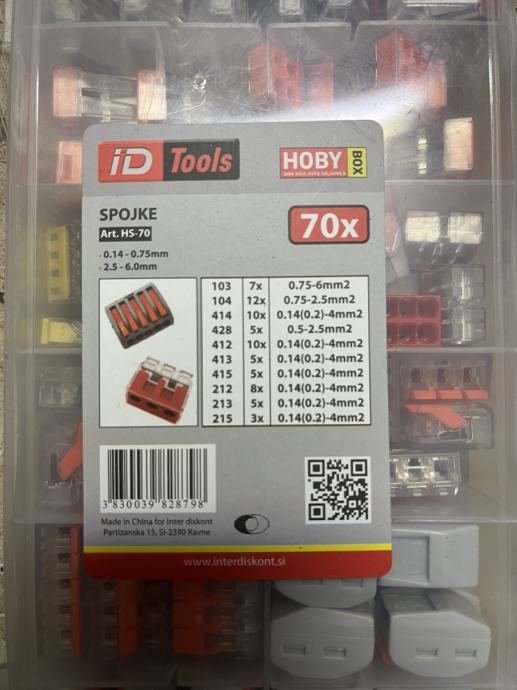 iD Tools
HOBY BOX
DOM, HIŠA, AVTO, DELAVNICA
SPOJKE
70x
Art. HS-70
- 0.14 - 0.75mm
- 2.5 - 6.0mm
103 7x 0.75-6mm2
104 12x 0.75-2.5mm2
414 10x 0.14(0.2)-4mm2
428 5x 0.5-2.5mm2
412 10x 0.14(0.2)-4mm2
413 5x 0.14(0.2)-4mm2
415 5x 0.14(0.2)-4mm2
212 8x 0.14(0.2)-4mm2
213 5x 0.14(0.2)-4mm2
215 3x 0.14(0.2)-4mm2
3 830039 828798
Made in China for Inter diskont
Partizanska 15, SI-2390 Ravne
www.interdiskont.si